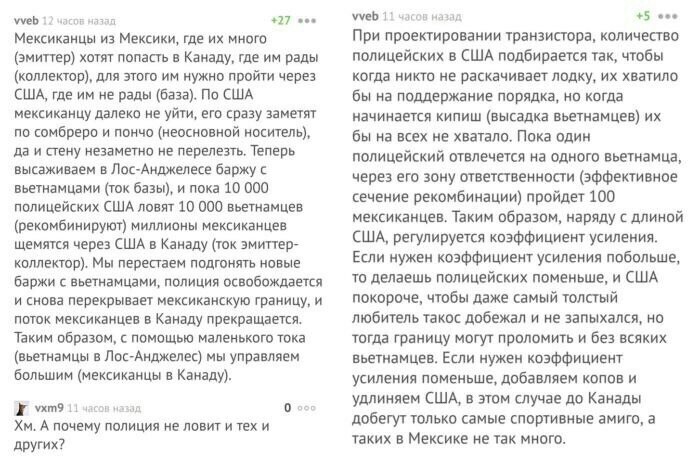 vveb 12 часов назад +27
Мексиканцы из Мексики, где их много
(эмиттер) хотят попасть в Канаду, где им рады
(коллектор), для этого им нужно пройти через
США, где им не рады (база). По США
мексиканцу далеко не уйти, его сразу заметят
по сомбреро и пончо (неосновной носитель),
да и стену незаметно не перелезть. Теперь
высаживаем в Лос-Анджелесе баржу с
вьетнамцами (ток базы), и пока 10 000
полицейских США ловят 10 000 вьетнамцев
(рекомбинируют) миллионы мексиканцев
щемятся через США в Канаду (ток эмиттер-
коллектор). Мы перестаем подгонять новые
баржи с вьетнамцами, полиция освобождается
и снова перекрывает мексиканскую границу, и
поток мексиканцев в Канаду прекращается.
Таким образом, с помощью маленького тока
(вьетнамцы в Лос-Анджелес) мы управляем
большим (мексиканцы в Канаду).
vxm9 11 часов назад 0
Хм. А почему полиция не ловит и тех и
других?
vveb 11 часов назад +5
При проектировании транзистора, количество
полицейских в США подбирается так, чтобы
когда никто не раскачивает лодку, их хватило
бы на поддержание порядка, но когда
начинается кипиш (высадка вьетнамцев) их
бы на всех не хватало. Пока один
полицейский отвлечется на одного вьетнамца,
через его зону ответственности (эффективное
сечение рекомбинации) пройдет 100
мексиканцев. Таким образом, наряду с длиной
США, регулируется коэффициент усиления.
Если нужен коэффициент усиления побольше,
то делаешь полицейских поменьше, и США
покороче, чтобы даже самый толстый
любитель такос добежал и не запыхался, но
тогда границу могут проломить и без всяких
вьетнамцев. Если нужен коэффициент
усиления поменьше, добавляем копов и
удлиняем США, в этом случае до Канады
добегут только самые спортивные амиго, а
таких в Мексике не так много.